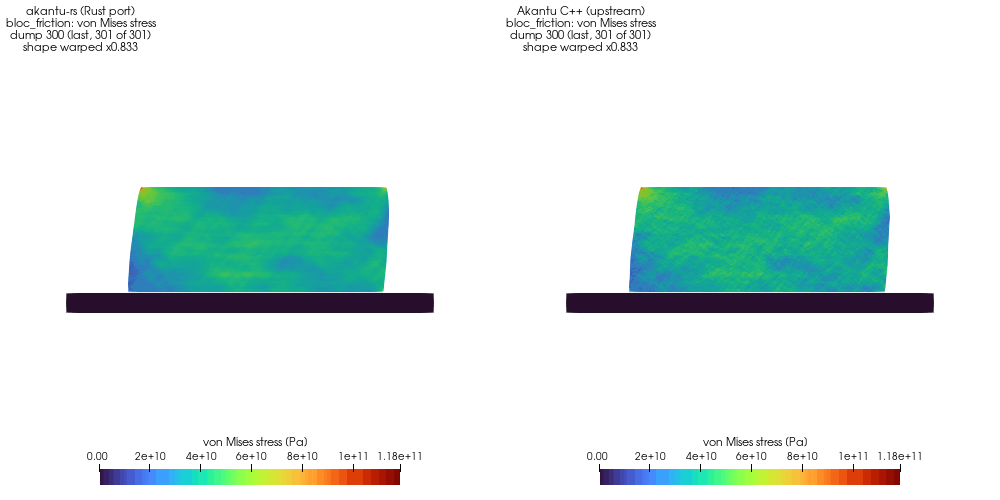 akantu-rs (Rust port)
bloc_friction: von Mises stress
dump 300 (last, 301 of 301)
shape warped x0.833
Akantu C++ (upstream)
bloc_friction: von Mises stress
dump 300 (last, 301 of 301)
shape warped x0.833
von Mises stress (Pa)
0.00 2e+10 4e+10 6e+10 8e+10 1e+11 1.18e+11
von Mises stress (Pa)
0.00 2e+10 4e+10 6e+10 8e+10 1e+11 1.18e+11